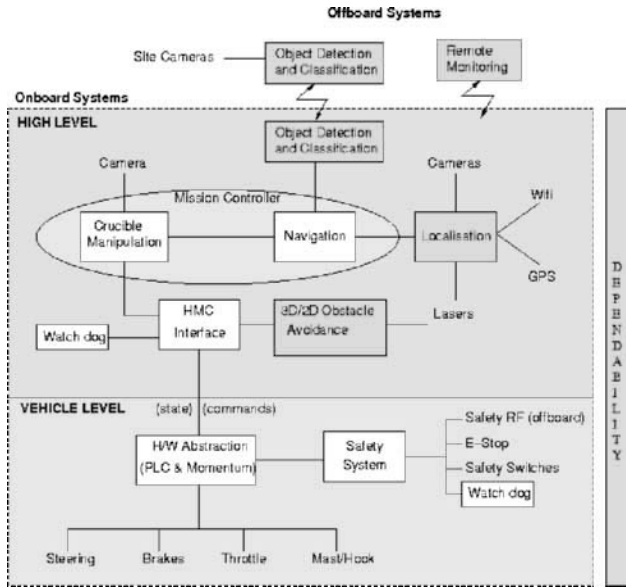 Offboard Systems
Site Cameras
Object Detection
and Classification
Remote
Monitoring
Onboard Systems
HIGH LEVEL
Object Detection
and Classification
Camera
Cameras
Mission Controller
Wifi
Crucible
Manipulation
Navigation
Localisation
GPS
HMC
Interface
3D/2D Obstacle
Avoidance
Lasers
Watch dog
VEHICLE LEVEL
(state) (commands)
H/W Abstraction
(PLC & Momentum)
Safety
System
Safety RF (offboard)
E-Stop
Safety Switches
Watch dog
Steering
Brakes
Throttle
Mast/Hook
DEPENDABILITY